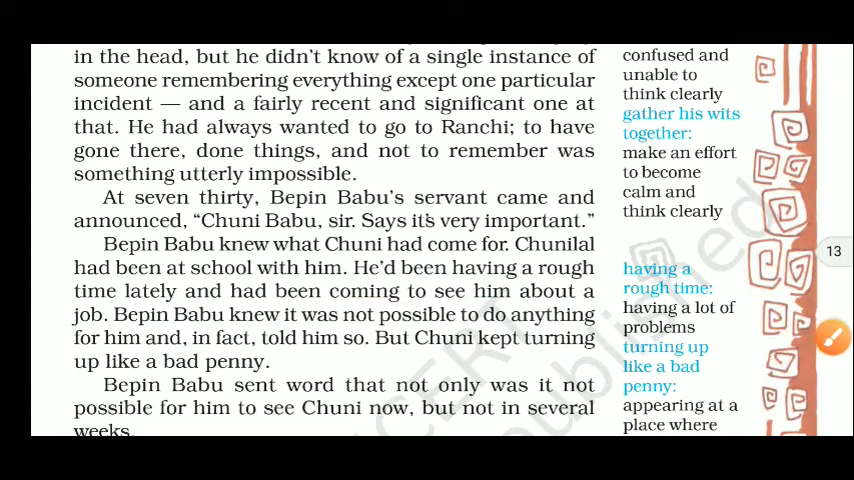 in the head, but he didn't know of a single instance of
someone remembering everything except one particular
incident — and a fairly recent and significant one at
that. He had always wanted to go to Ranchi; to have
gone there, done things, and not to remember was
something utterly impossible.
At seven thirty, Bepin Babu's servant came and
announced, “Chuni Babu, sir. Says it's very important.”
Bepin Babu knew what Chuni had come for. Chunilal
had been at school with him. He'd been having a rough
time lately and had been coming to see him about a
job. Bepin Babu knew it was not possible to do anything
for him and, in fact, told him so. But Chuni kept turning
up like a bad penny.
Bepin Babu sent word that not only was it not
possible for him to see Chuni now, but not in several
weeks.
confused and
unable to
think clearly
gather his wits
together:
make an effort
to become
calm and
think clearly
having a
rough time:
having a lot of
problems
turning up
like a bad
penny:
appearing at a
place where
13
NCERT
published